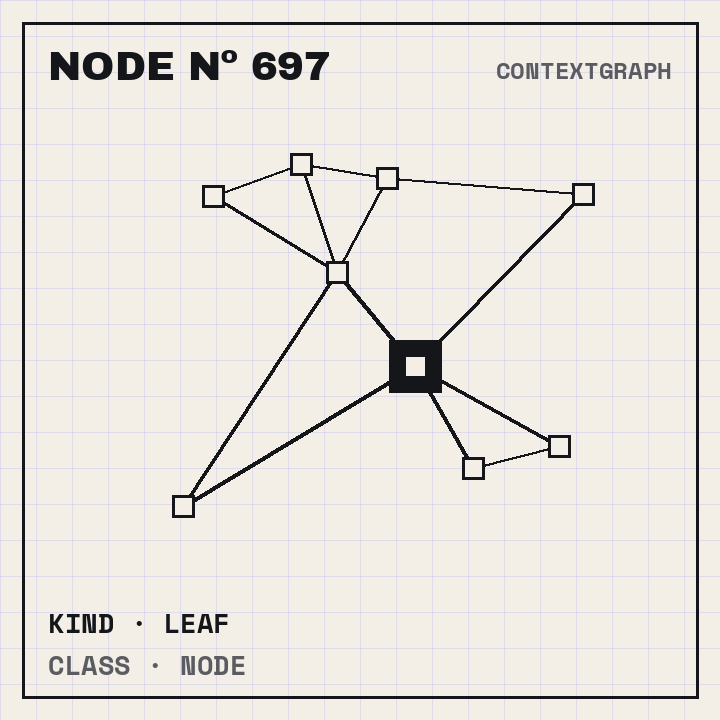 NODE Nº 697
CONTEXTGRAPH
KIND · LEAF
CLASS · NODE